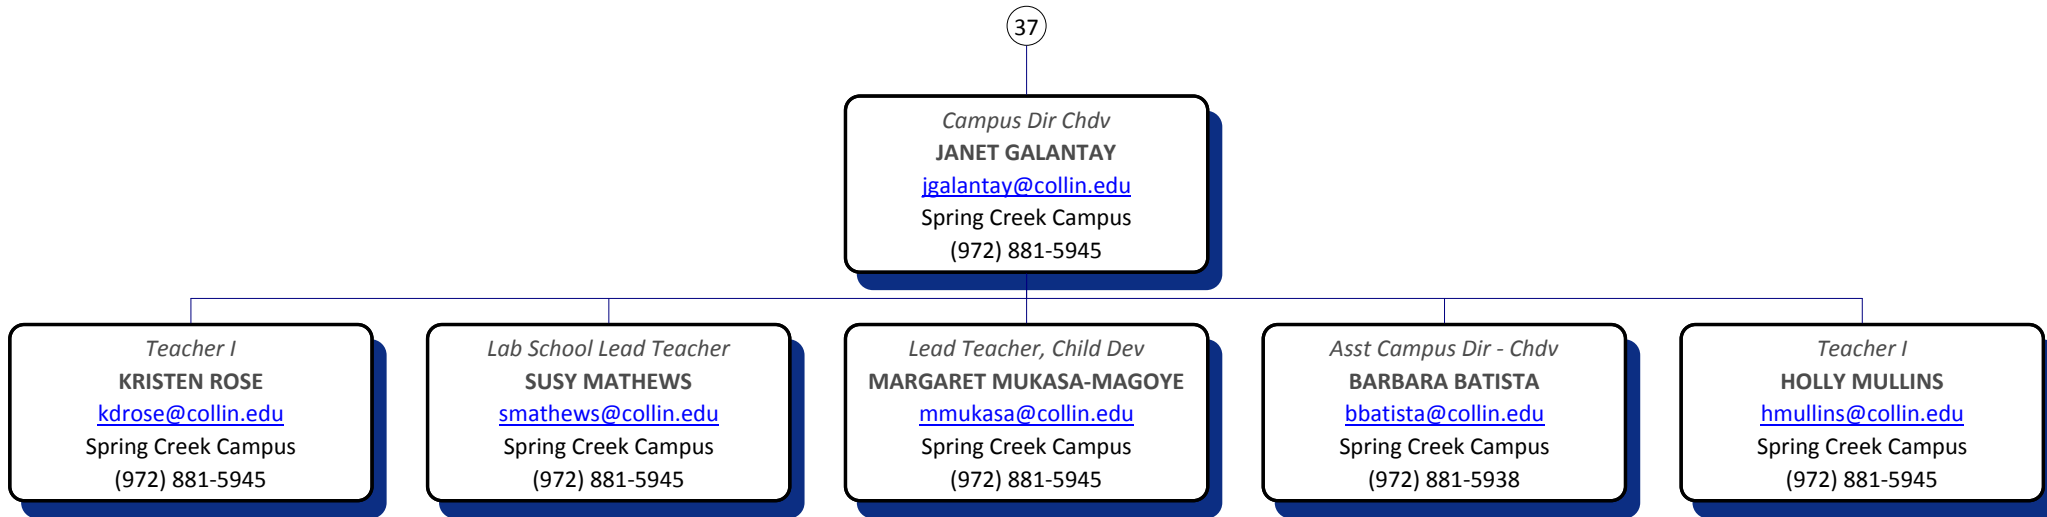 37
Campus Dir Chdv
JANET GALANTAY
jgalantay@collin.edu
Spring Creek Campus
(972) 881-5945
Teacher I
KRISTEN ROSE
kdrose@collin.edu
Spring Creek Campus
(972) 881-5945
Lab School Lead Teacher
SUSY MATHEWS
smathews@collin.edu
Spring Creek Campus
(972) 881-5945
Lead Teacher, Child Dev
MARGARET MUKASA-MAGOYE
mmukasa@collin.edu
Spring Creek Campus
(972) 881-5945
Asst Campus Dir - Chdv
BARBARA BATISTA
bbatista@collin.edu
Spring Creek Campus
(972) 881-5938
Teacher I
HOLLY MULLINS
hmullins@collin.edu
Spring Creek Campus
(972) 881-5945